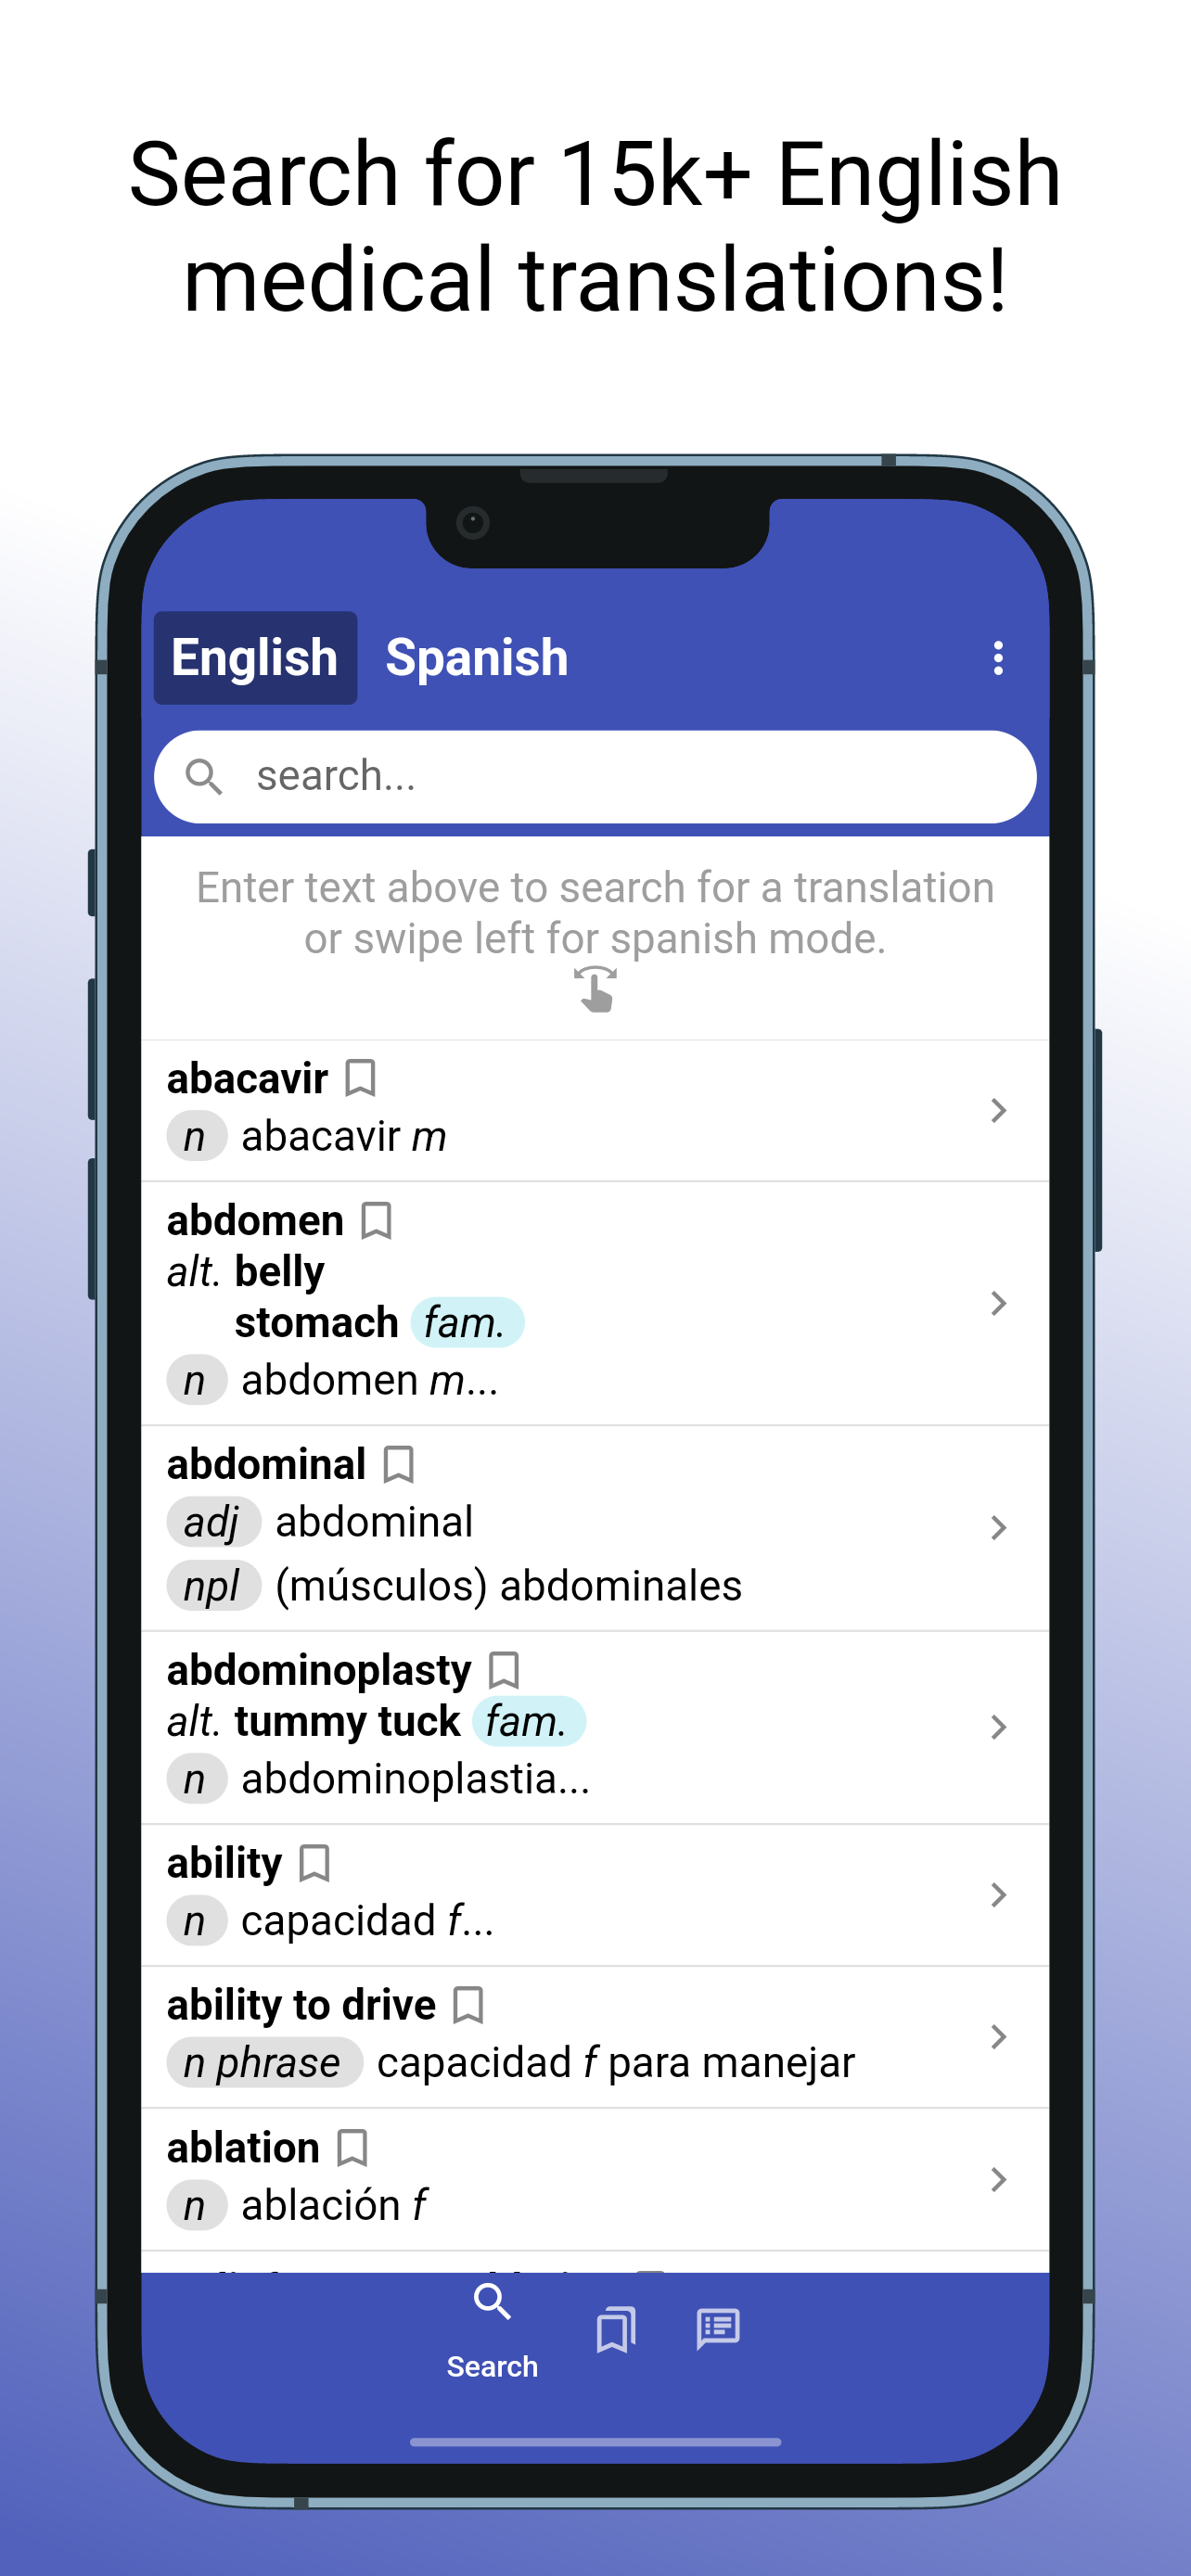 Search for 15k+ English
medical translations!
English Spanish
search...
Enter text above to search for a translation
or swipe left for spanish mode.
abacavir
n abacavir m
abdomen
alt. belly
stomach fam.
n abdomen m...
abdominal
adj abdominal
npl (músculos) abdominales
abdominoplasty
alt. tummy tuck fam.
n abdominoplastia...
ability
n capacidad f...
ability to drive
n phrase capacidad f para manejar
ablation
n ablación f
Search